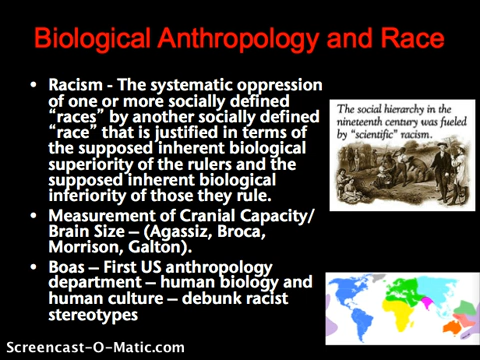 Biological Anthropology and Race
• Racism - The systematic oppression
of one or more socially defined
“races” by another socially defined
“race” that is justified in terms of
the supposed inherent biological
superiority of the rulers and the
supposed inherent biological
inferiority of those they rule.
• Measurement of Cranial Capacity/
Brain Size – (Agassiz, Broca,
Morrison, Galton).
• Boas – First US anthropology
department – human biology and
human culture – debunk racist
stereotypes
The social hierarchy in the
nineteenth century was fueled
by “scientific” racism.
Screencast-O-Matic.com